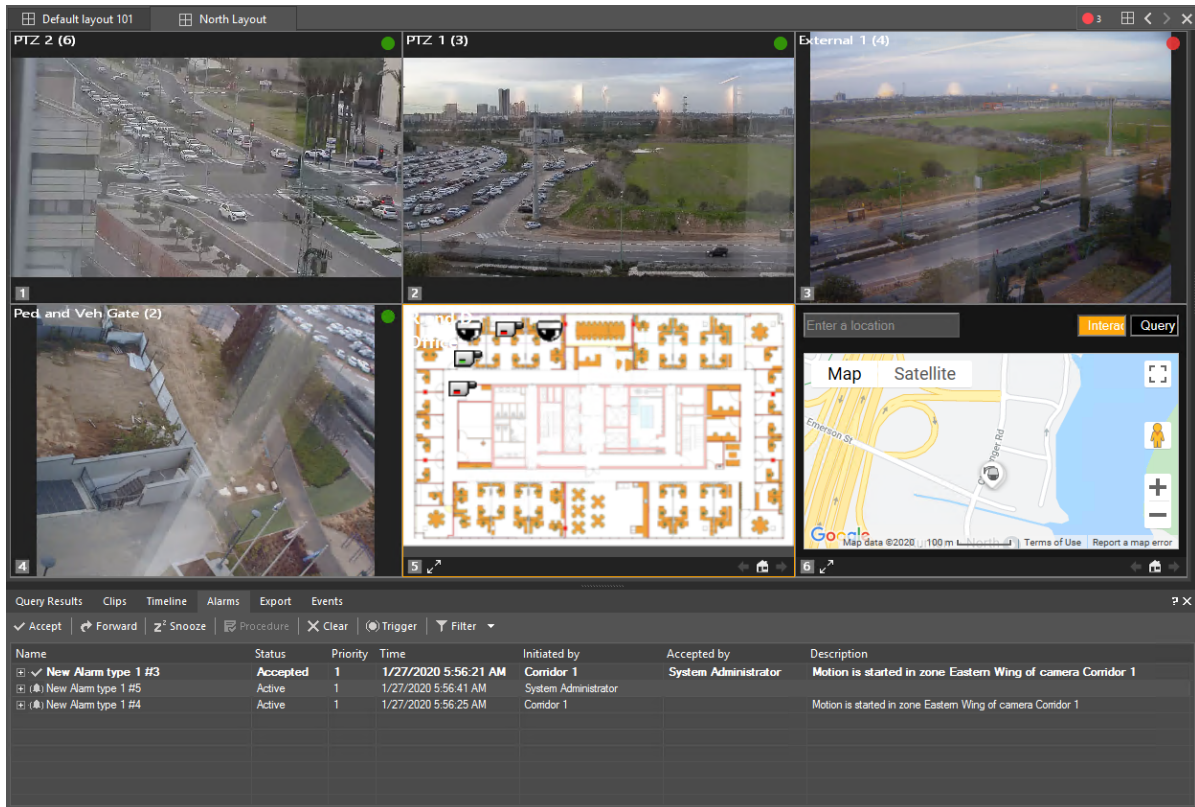 Default layout 101
North Layout
3
PTZ 2 (6)
PTZ 1 (3)
External 1 (4)
1
2
3
Ped. and Veh Gate (2)
Enter a location
Interac
Query
Map
Satellite
Emerson St
Google
Map data ©2020
100 m
Terms of Use
Report a map error
4
5
6
Query Results
Clips
Timeline
Alarms
Export
Events
?
Accept
Forward
Snooze
Procedure
Clear
Trigger
Filter
Name Status Priority Time Initiated by Accepted by Description
New Alarm type 1 #3 Accepted 1 1/27/2020 5:56:21 AM Corridor 1 System Administrator Motion is started in zone Eastern Wing of camera Corridor 1
New Alarm type 1 #5 Active 1 1/27/2020 5:56:41 AM System Administrator
New Alarm type 1 #4 Active 1 1/27/2020 5:56:25 AM Corridor 1 Motion is started in zone Eastern Wing of camera Corridor 1